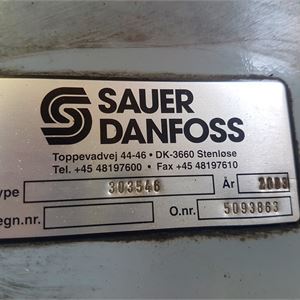 SAUER
DANFOSS
Toppevadvej 44-46 • DK-3660 Stenløse
Tel. +45 48197600 • Fax +45 48197610
ype 303546 År
egn.nr. O.nr. 5093863